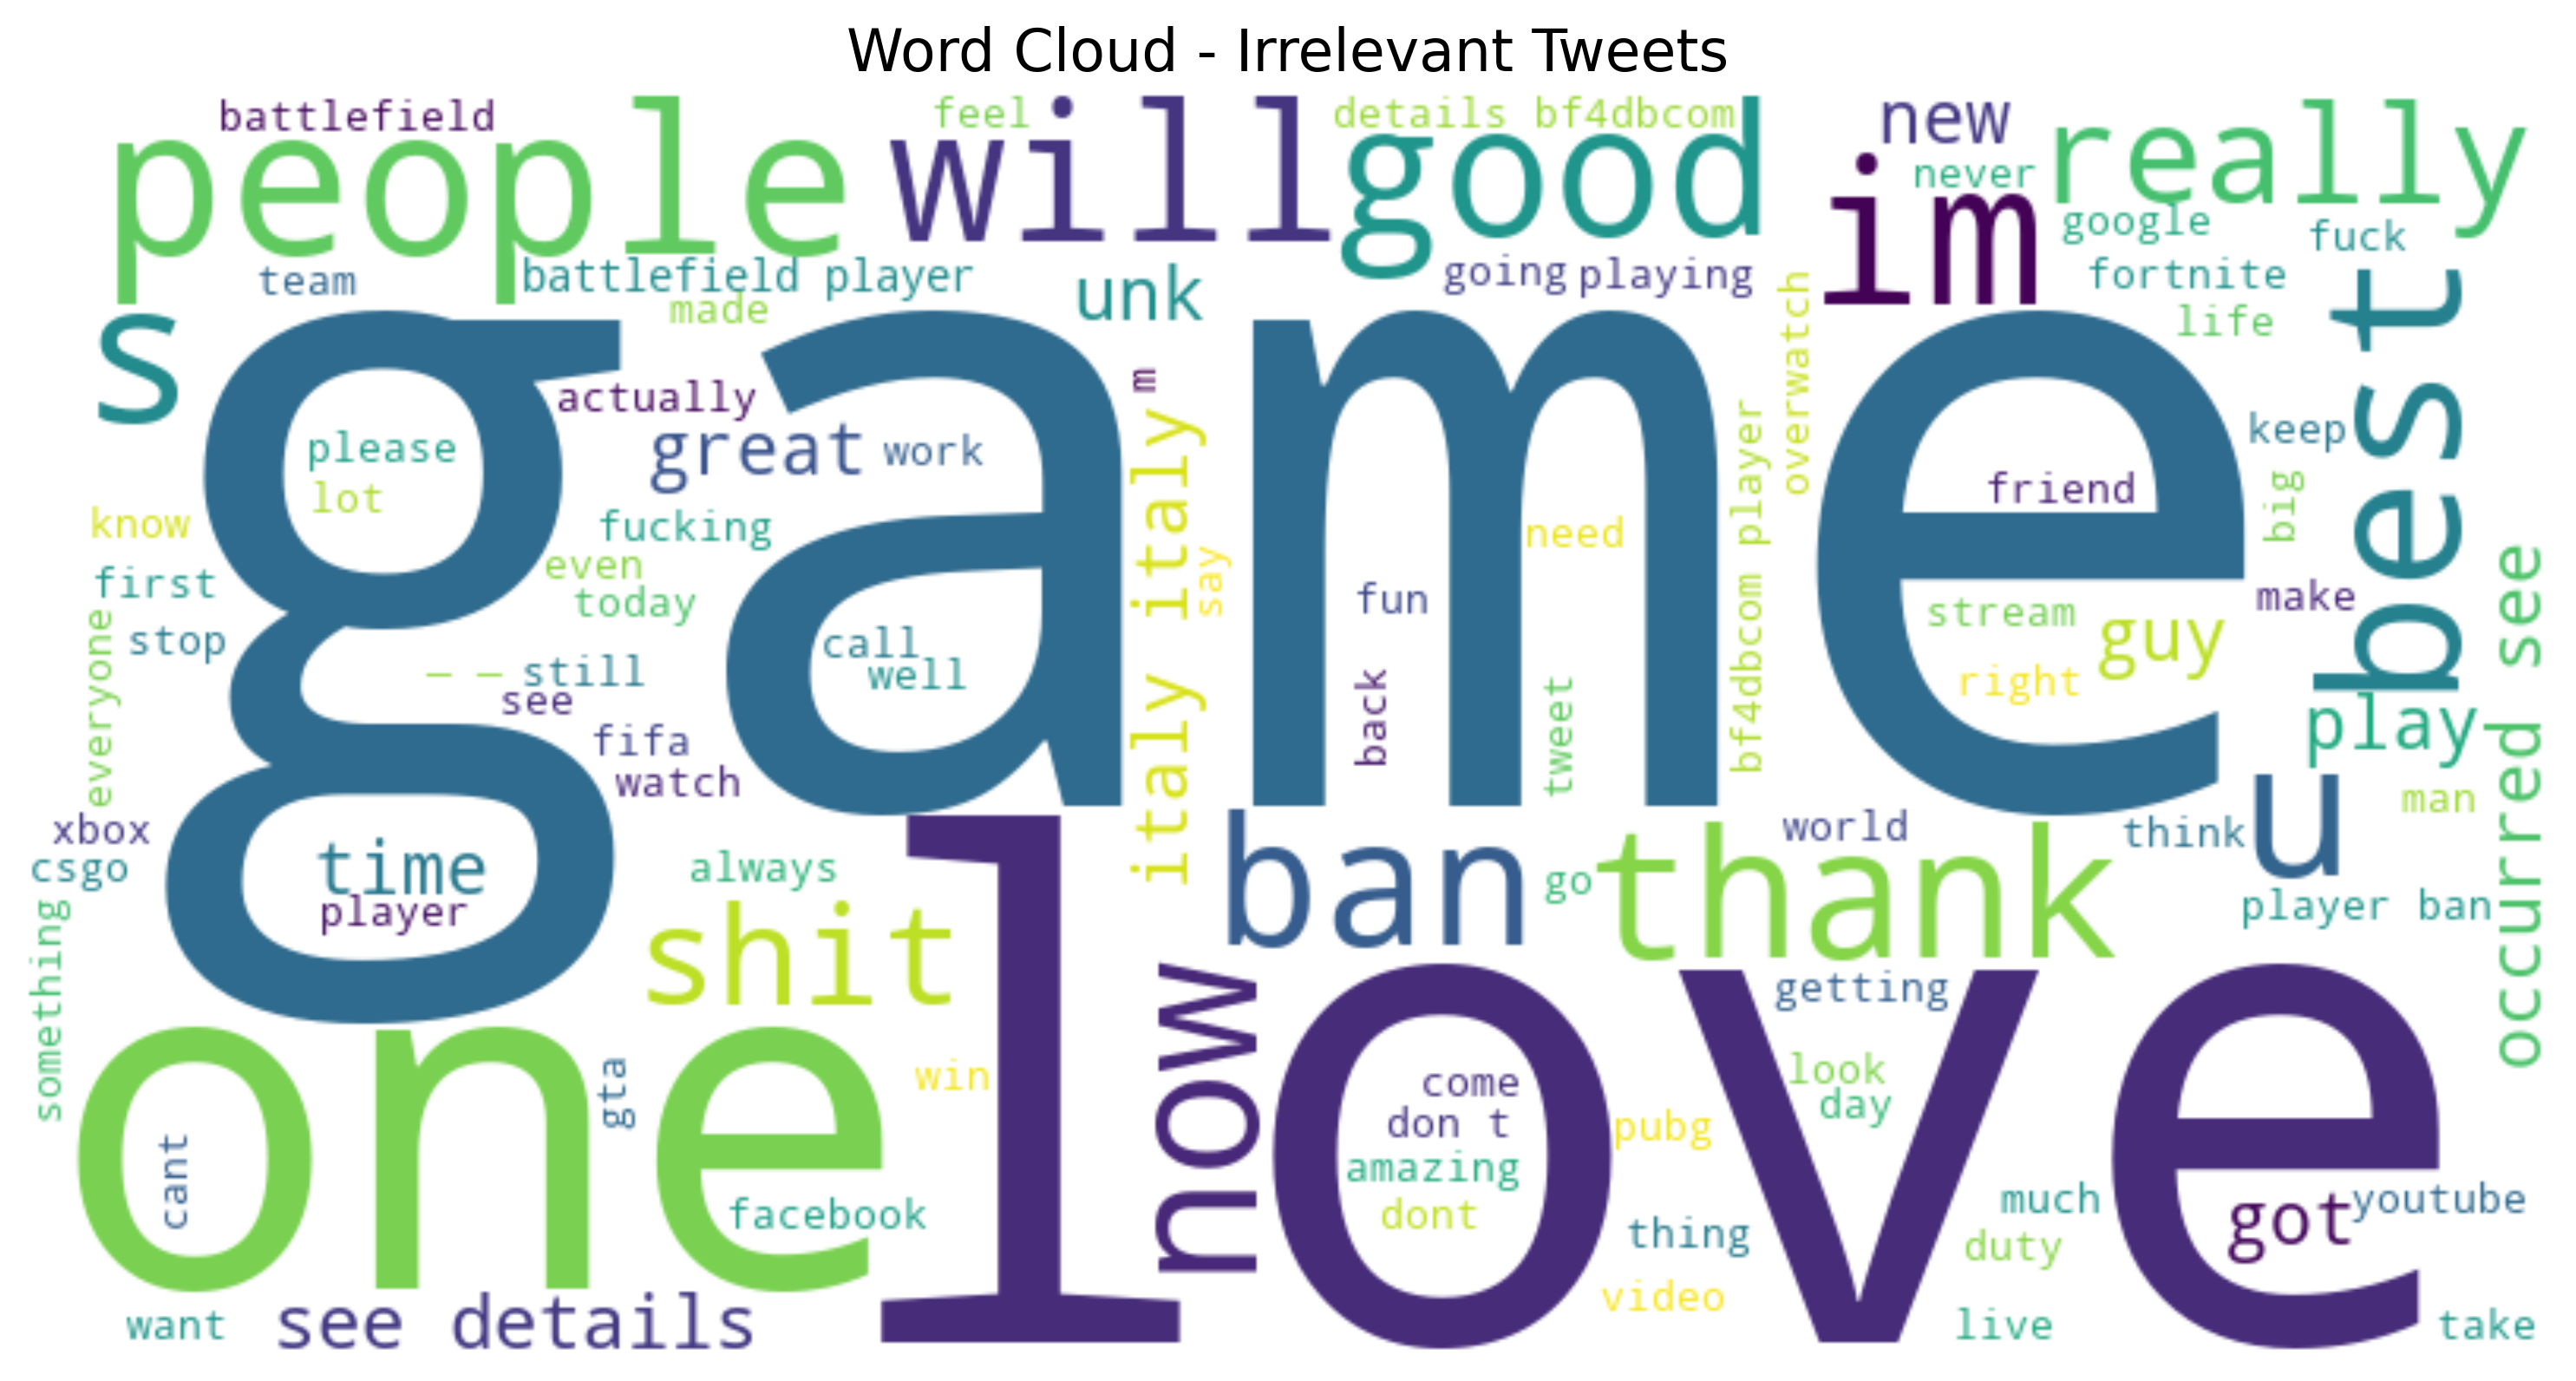 Word Cloud - Irrelevant Tweets
battlefield
people
feel
will
details bf4dbcom
good
new
never
im
really
google
fuck
team
battlefield player
made
unk
going
playing
fortnite
life
s
game
best
overwatch
m
actually
great
work
please
lot
italy italy
bf4dbcom player
keep
friend
big
know
fucking
need
even
say
first
today
fun
make
stop
everyone
call
well
stream
guy
right
occurred see
— —
still
see
back
tweet
play
fifa
watch
u
man
xbox
csgo
time
player
always
ban
go
thank
world
think
player ban
something
shit
love
now
getting
one
gta
win
come
don t
amazing
dont
pubg
look
day
cant
facebook
thing
much
duty
got
youtube
video
want
see details
live
take